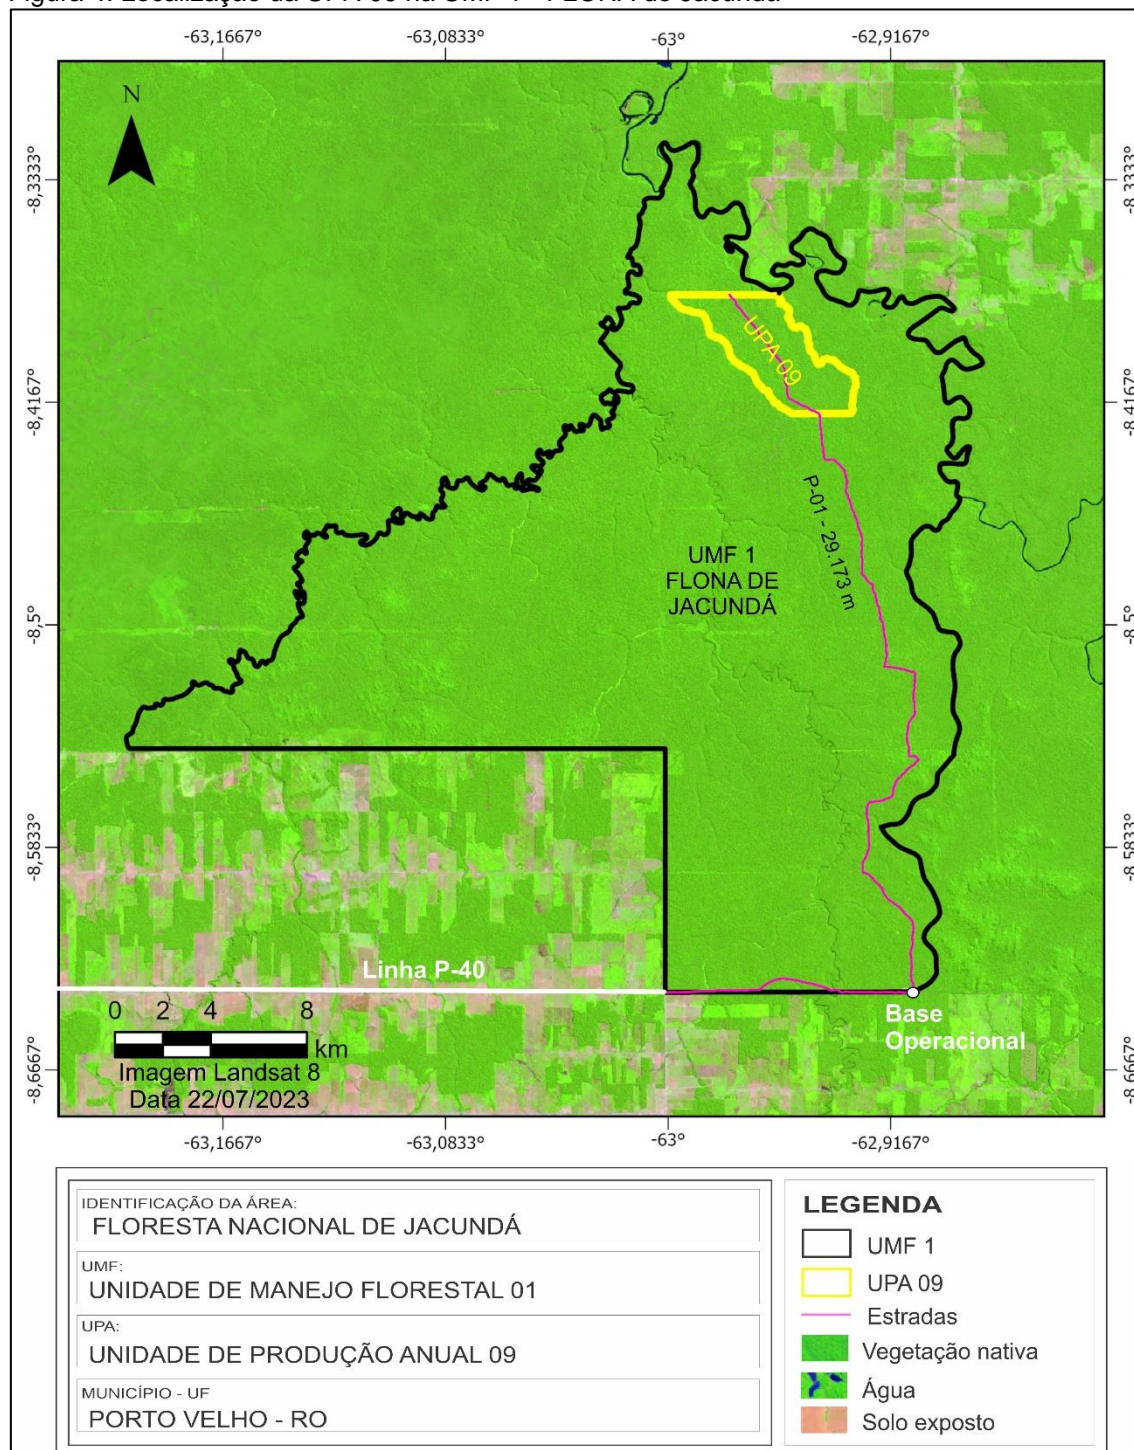 -63,1667° -63,0833° -63° -62,9167°
N
-8,3333° -8,3333°
UPA 09
-8,4167° -8,4167°
P-01 - 29.173 m
UMF 1
FLONA DE
JACUNDÁ
-8,5° -8,5°
-8,5833° -8,5833°
Linha P-40
0 2 4 8
km
Base
Operacional
-8,6667° -8,6667°
Imagem Landsat 8
Data 22/07/2023
-63,1667° -63,0833° -63° -62,9167°
IDENTIFICAÇÃO DA ÁREA:
FLORESTA NACIONAL DE JACUNDÁ
UMF:
UNIDADE DE MANEJO FLORESTAL 01
UPA:
UNIDADE DE PRODUÇÃO ANUAL 09
MUNICÍPIO - UF
PORTO VELHO - RO
LEGENDA
UMF 1
UPA 09
Estradas
Vegetação nativa
Água
Solo exposto